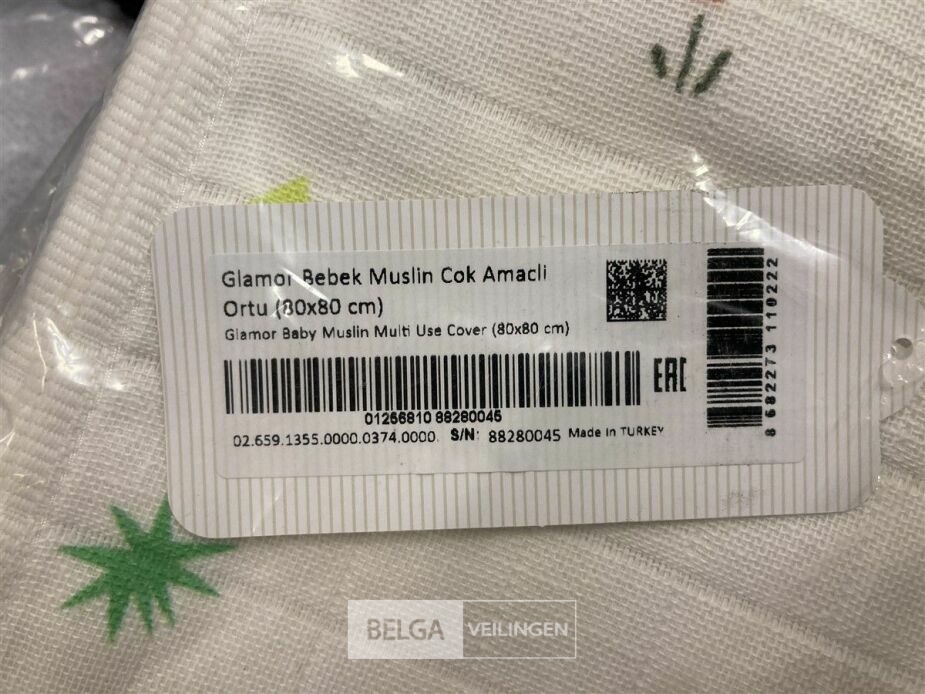 Glamor Bebek Muslin Cok Amacli
Ortu (80x80 cm)
Glamor Baby Muslin Multi Use Cover (80x80 cm)
EAC
01266810 88280045
02.659.1355.0000.0374.0000. S/N: 88280045 Made in TURKEY
8 682273 110222
BELGA VEILINGEN